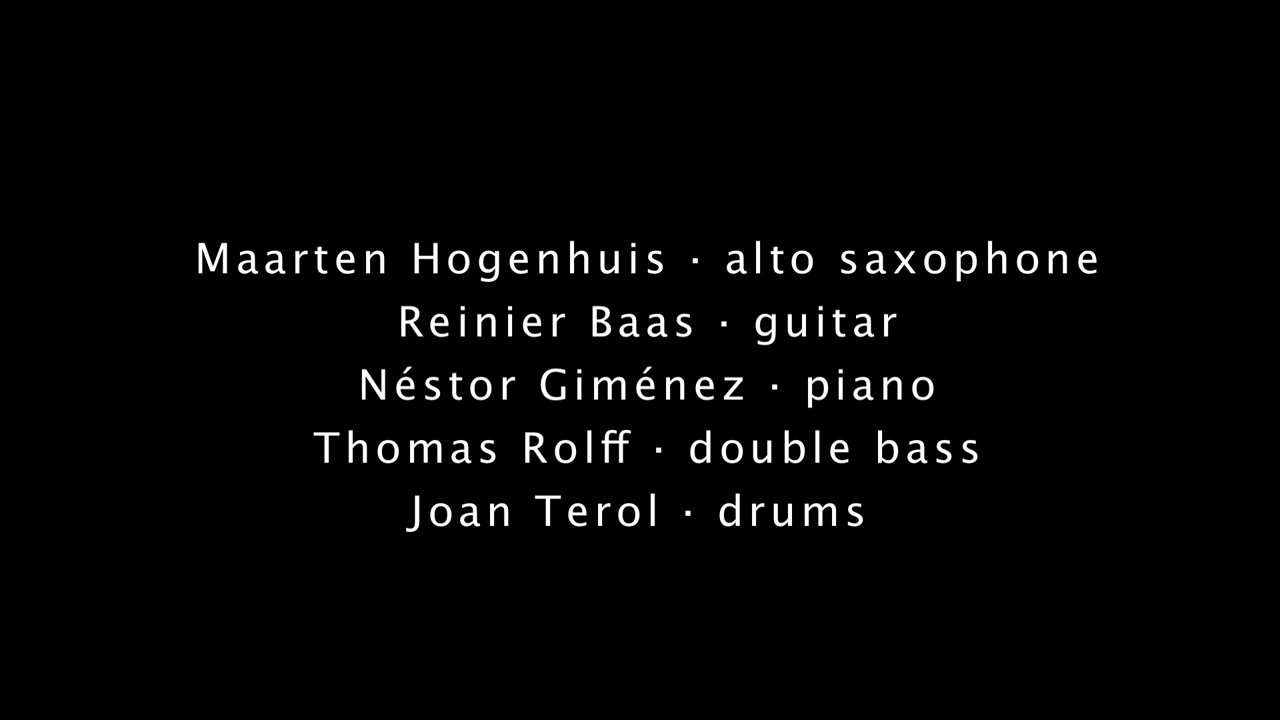 Maarten Hogenhuis · alto saxophone
Reinier Baas · guitar
Néstor Giménez · piano
Thomas Rolff · double bass
Joan Terol · drums